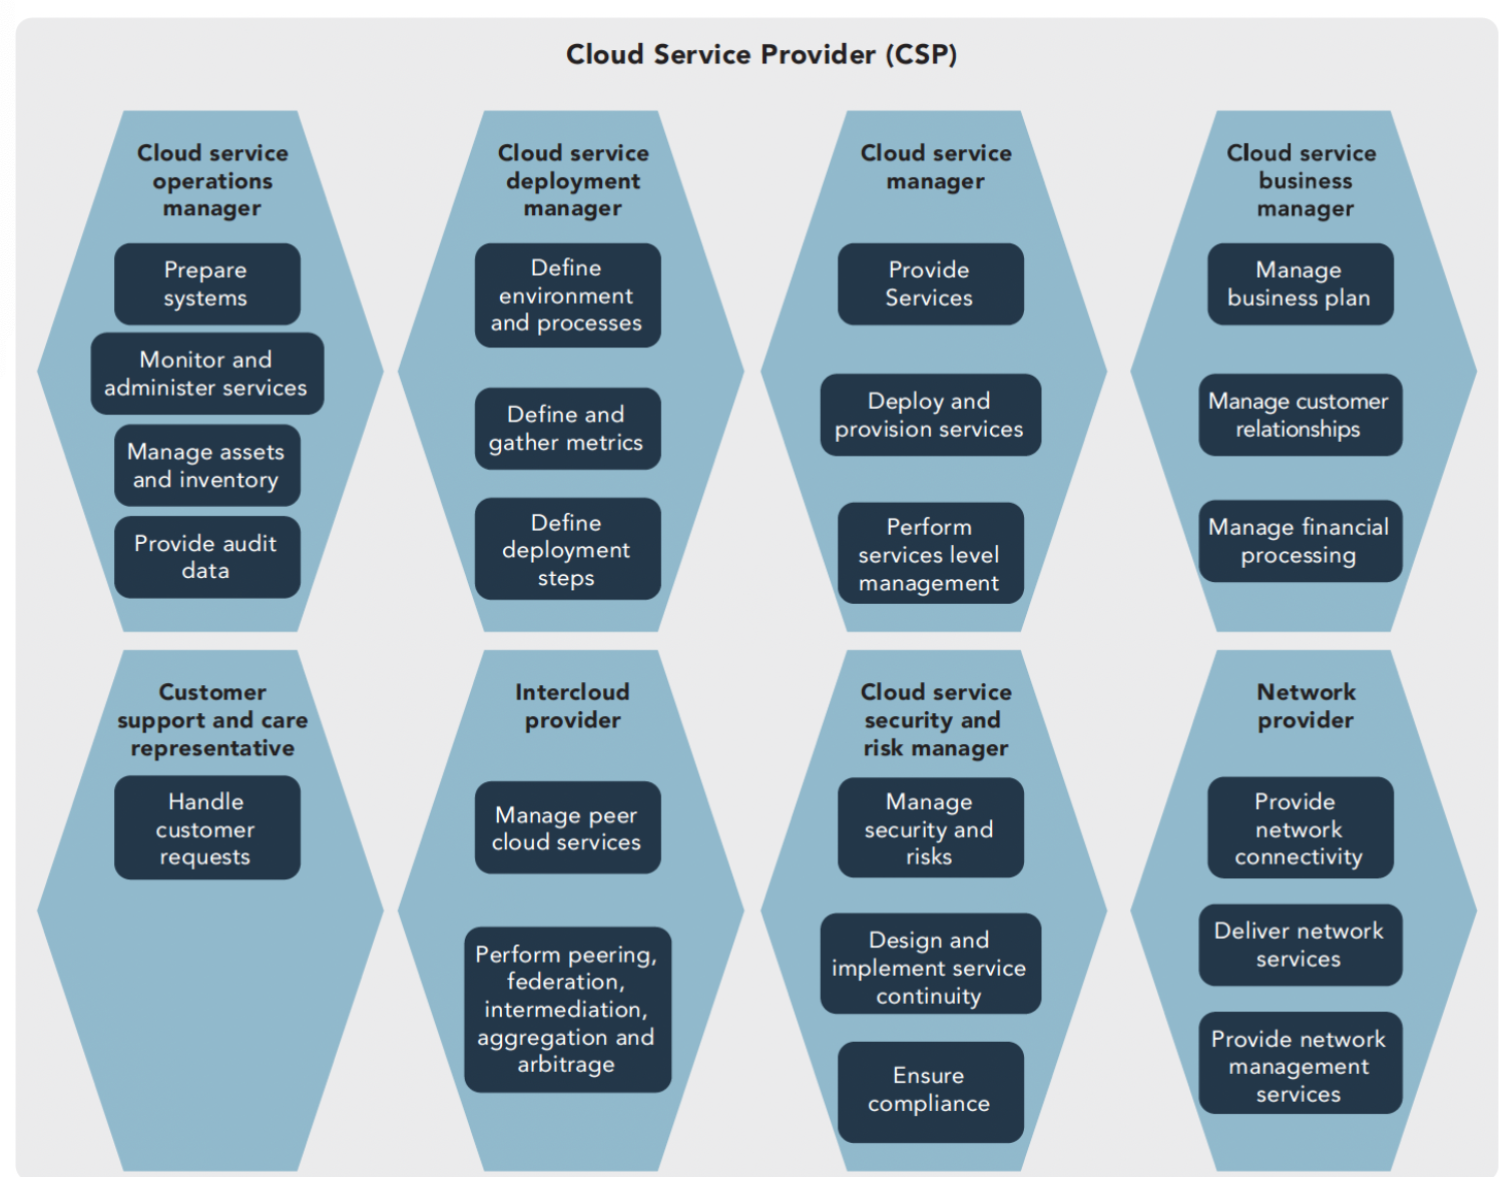 Cloud Service Provider (CSP)
Cloud service
operations
manager
Prepare
systems
Monitor and
administer services
Manage assets
and inventory
Provide audit
data
Cloud service
deployment
manager
Define
environment
and processes
Define and
gather metrics
Define
deployment
steps
Cloud service
manager
Provide
Services
Deploy and
provision services
Perform
services level
management
Cloud service
business
manager
Manage
business plan
Manage customer
relationships
Manage financial
processing
Customer
support and care
representative
Handle
customer
requests
Intercloud
provider
Manage peer
cloud services
Perform peering,
federation,
intermediation,
aggregation and
arbitrage
Cloud service
security and
risk manager
Manage
security and
risks
Design and
implement service
continuity
Ensure
compliance
Network
provider
Provide
network
connectivity
Deliver network
services
Provide network
management
services